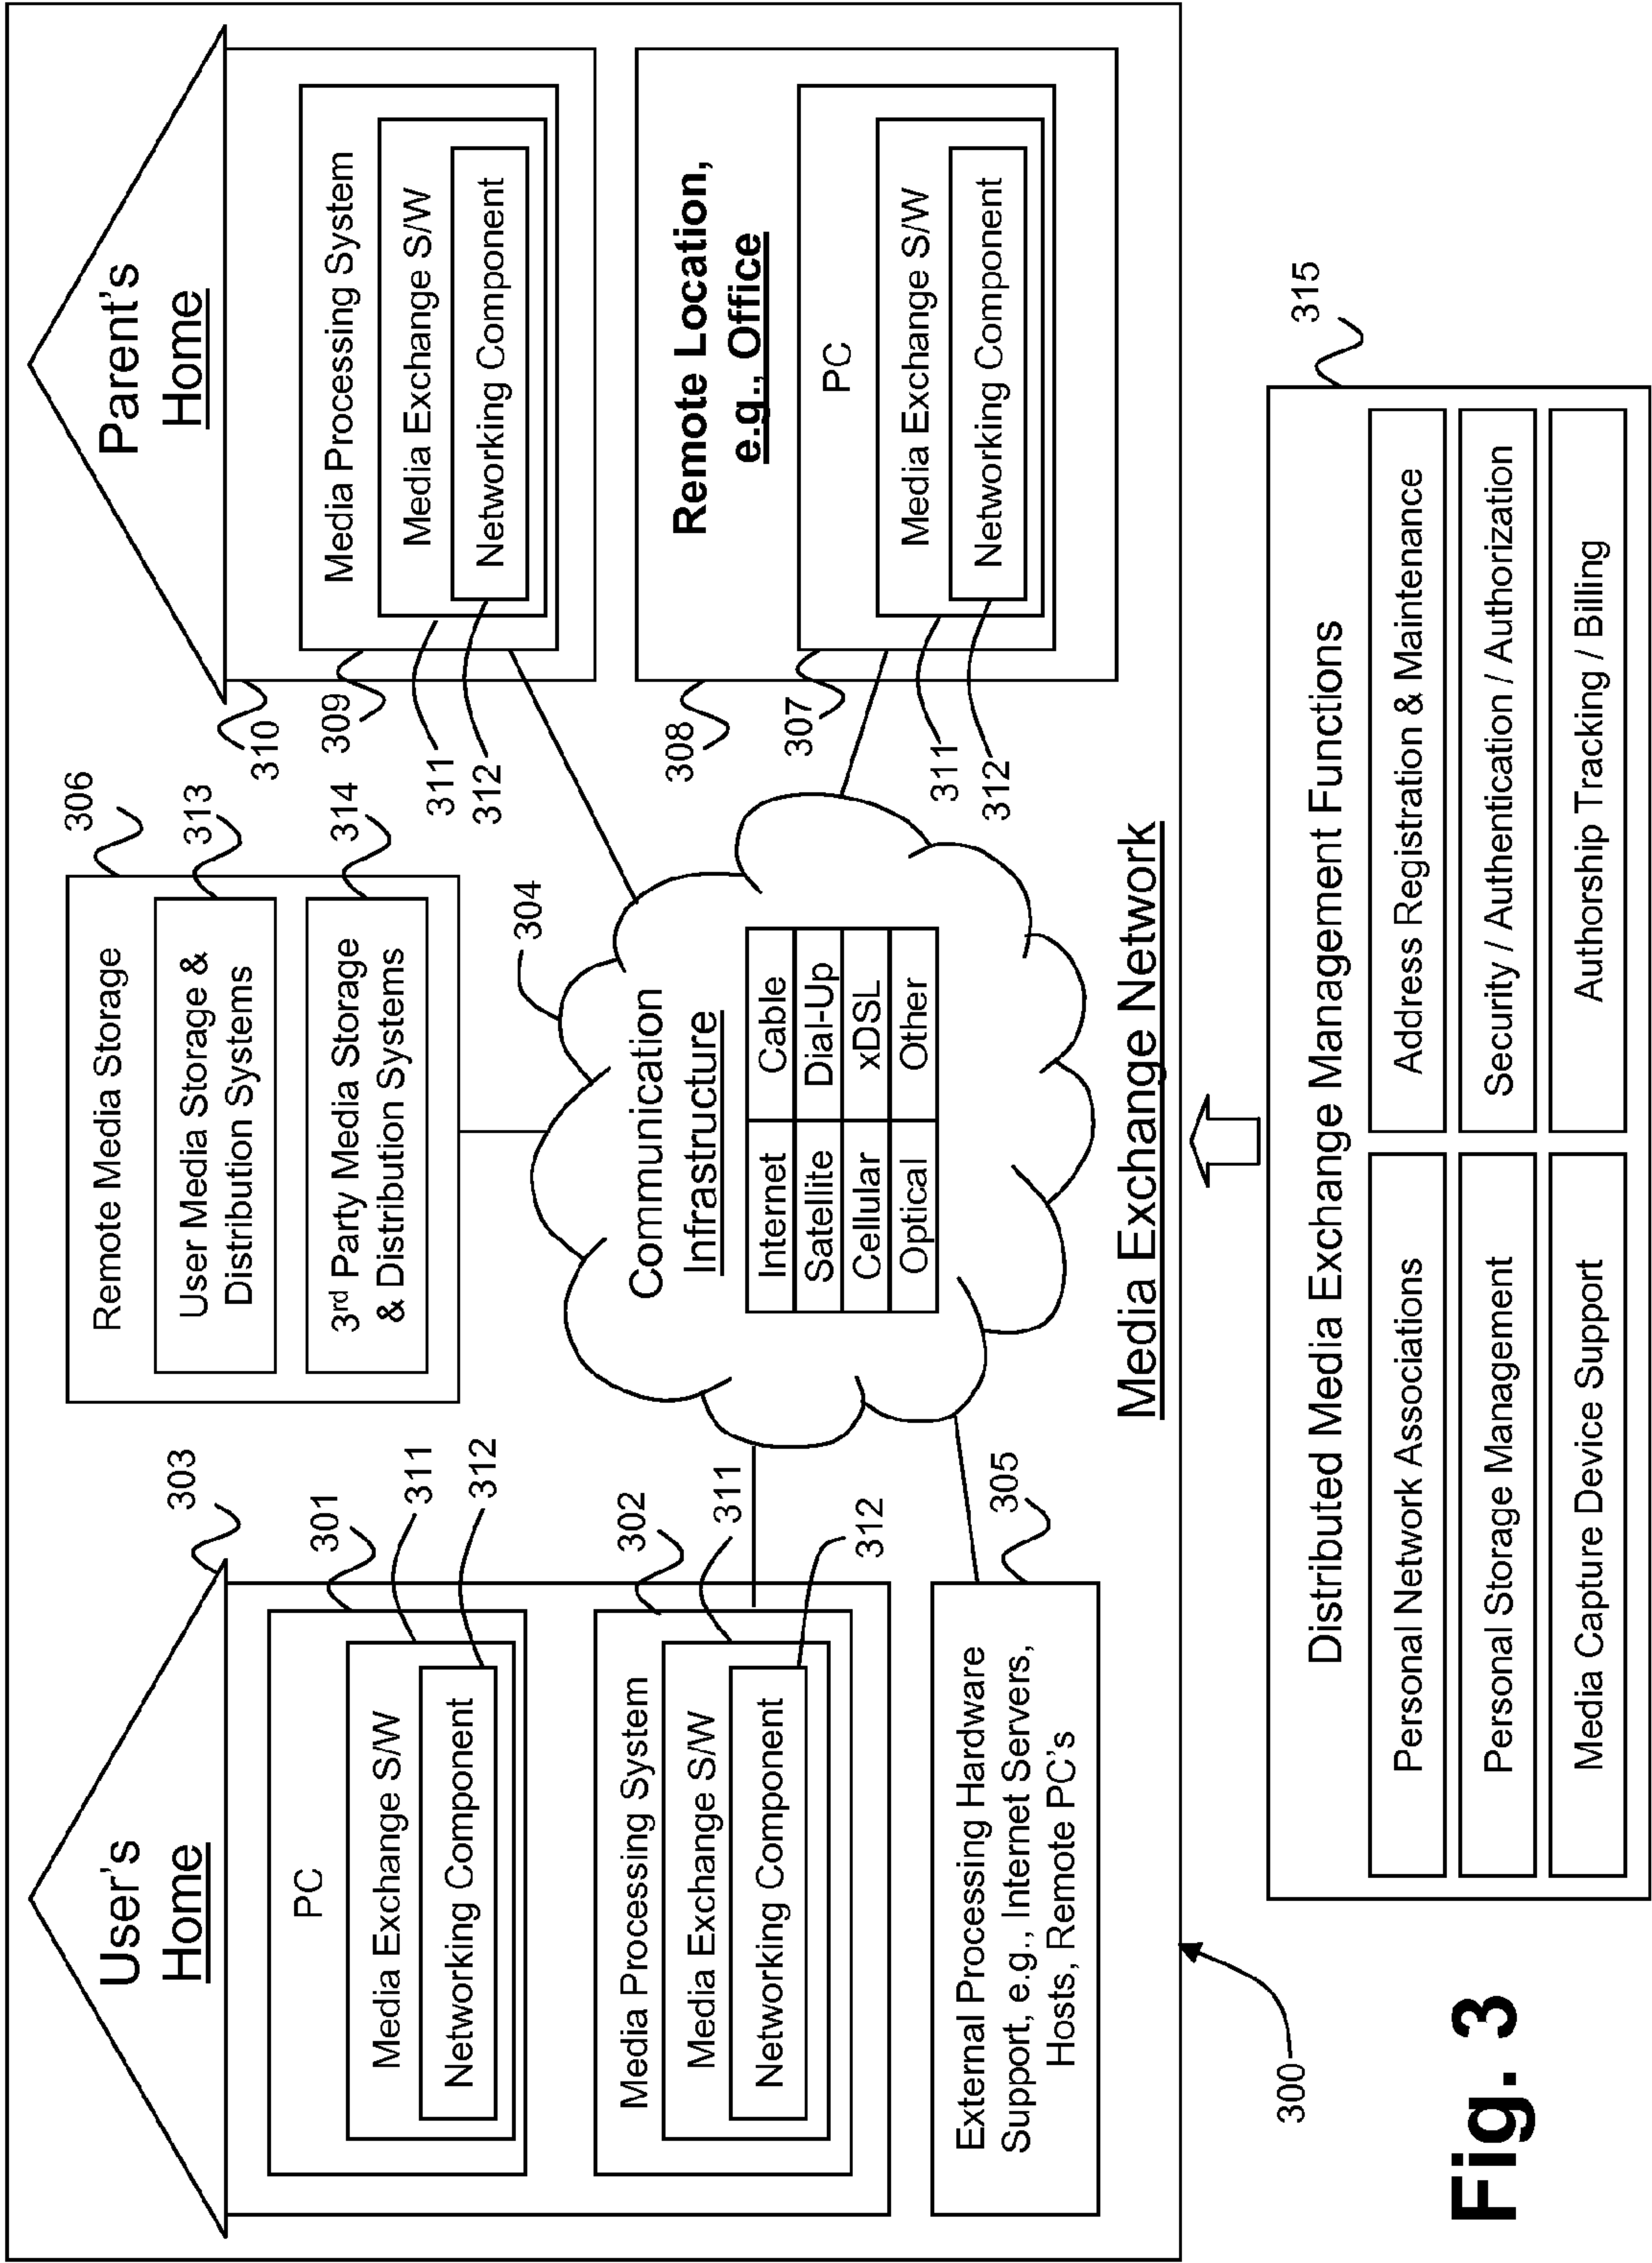 User's
Home
303
PC
301
Media Exchange S/W
311
Networking Component
312
Media Processing System
302
Media Exchange S/W
311
Networking Component
312
External Processing Hardware
Support, e.g., Internet Servers,
Hosts, Remote PC's
305
306
Remote Media Storage
313
User Media Storage &
Distribution Systems
314
3rd Party Media Storage
& Distribution Systems
304
Communication
Infrastructure
Internet Cable
Satellite Dial-Up
Cellular xDSL
Optical Other
Parent's
Home
310
Media Processing System
309
Media Exchange S/W
311
Networking Component
312
Remote Location,
e.g., Office
308
PC
307
Media Exchange S/W
311
Networking Component
312
Media Exchange Network
300
315
Distributed Media Exchange Management Functions
Personal Network Associations
Address Registration & Maintenance
Personal Storage Management
Security / Authentication / Authorization
Media Capture Device Support
Authorship Tracking / Billing
Fig. 3